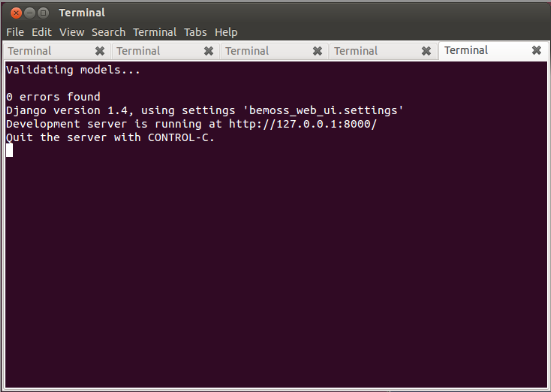 Terminal
File Edit View Search Terminal Tabs Help
Terminal Terminal Terminal Terminal Terminal
Validating models...
0 errors found
Django version 1.4, using settings 'bemoss_web_ui.settings'
Development server is running at http://127.0.0.1:8000/
Quit the server with CONTROL-C.